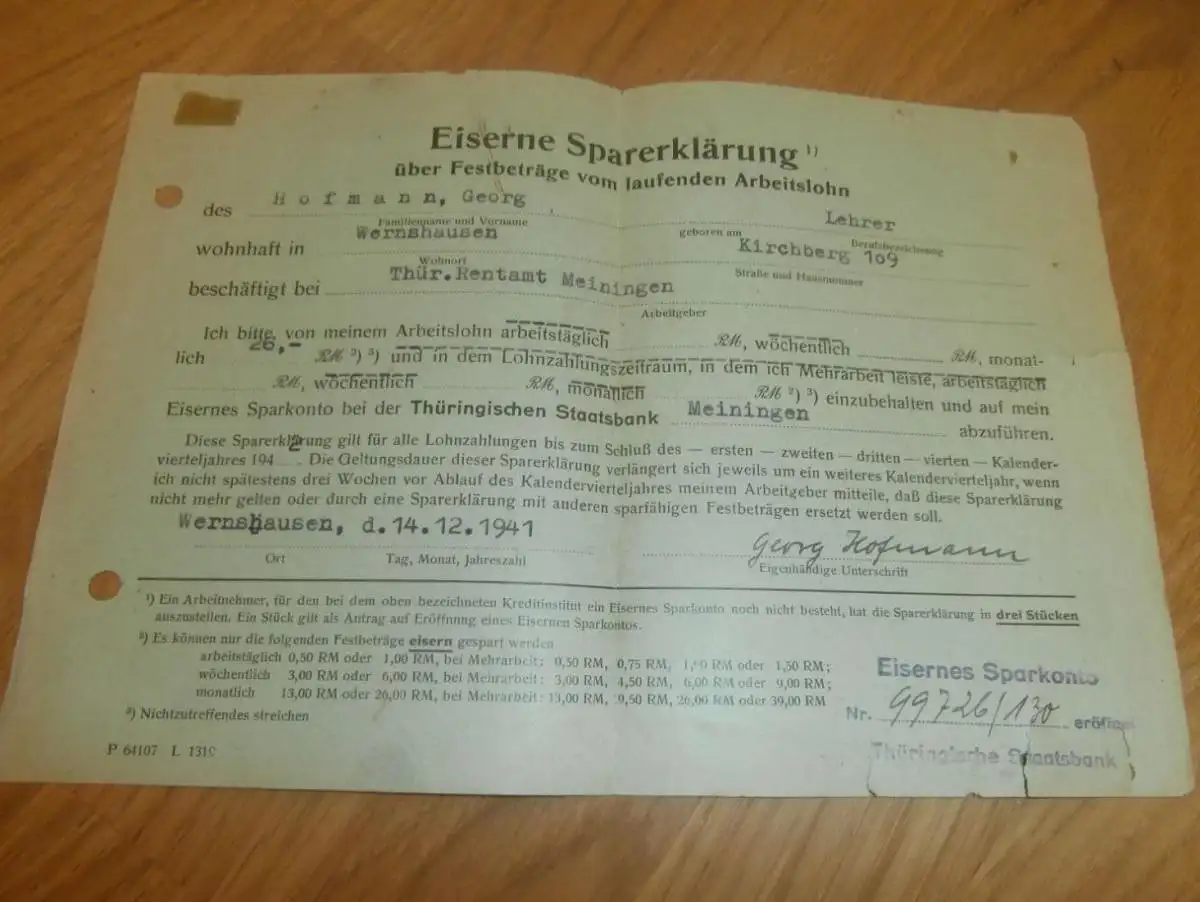 Eiserne Sparerklärung ¹)
über Festbeträge vom laufenden Arbeitslohn
des Hofmann, Georg Lehrer
Familienname und Vorname geboren am Berufsbezeichnung
wohnhaft in Wernshausen Kirchberg 109
Wohnort Straße und Hausnummer
beschäftigt bei Thür.Rentamt Meiningen
Arbeitgeber
Ich bitte, von meinem Arbeitslohn arbeitstäglich RM, wöchentlich RM, monat-
lich 26,— RM ²) ³) und in dem Lohnzahlungszeitraum, in dem ich Mehrarbeit leiste, arbeitstäglich
RM, wöchentlich RM, monatlich RM ²) ³) einzubehalten und auf mein
Eisernes Sparkonto bei der Thüringischen Staatsbank Meiningen abzuführen.
Diese Sparerklärung gilt für alle Lohnzahlungen bis zum Schluß des — ersten — zweiten — dritten — vierten — Kalender-
vierteljahres 1942. Die Geltungsdauer dieser Sparerklärung verlängert sich jeweils um ein weiteres Kalendervierteljahr, wenn
ich nicht spätestens drei Wochen vor Ablauf des Kalendervierteljahres meinem Arbeitgeber mitteile, daß diese Sparerklärung
nicht mehr gelten oder durch eine Sparerklärung mit anderen sparfähigen Festbeträgen ersetzt werden soll.
Wernshausen, d.14.12.1941 Georg Hofmann
Ort Tag, Monat, Jahreszahl Eigenhändige Unterschrift
¹) Ein Arbeitnehmer, für den bei dem oben bezeichneten Kreditinstitut ein Eisernes Sparkonto noch nicht besteht, hat die Sparerklärung in drei Stücken
auszustellen. Ein Stück gilt als Antrag auf Eröffnung eines Eisernen Sparkontos.
²) Es können nur die folgenden Festbeträge eisern gespart werden
arbeitstäglich 0,50 RM oder 1,00 RM, bei Mehrarbeit: 0,50 RM, 0,75 RM, 1,00 RM oder 1,50 RM;
wöchentlich 3,00 RM oder 6,00 RM, bei Mehrarbeit: 3,00 RM, 4,50 RM, 6,00 RM oder 9,00 RM;
monatlich 13,00 RM oder 26,00 RM, bei Mehrarbeit: 13,00 RM, 19,50 RM, 26,00 RM oder 39,00 RM
³) Nichtzutreffendes streichen
P 64107 L 1319
Eisernes Sparkonto
Nr. 99726/130 eröffnet
Thüringische Staatsbank